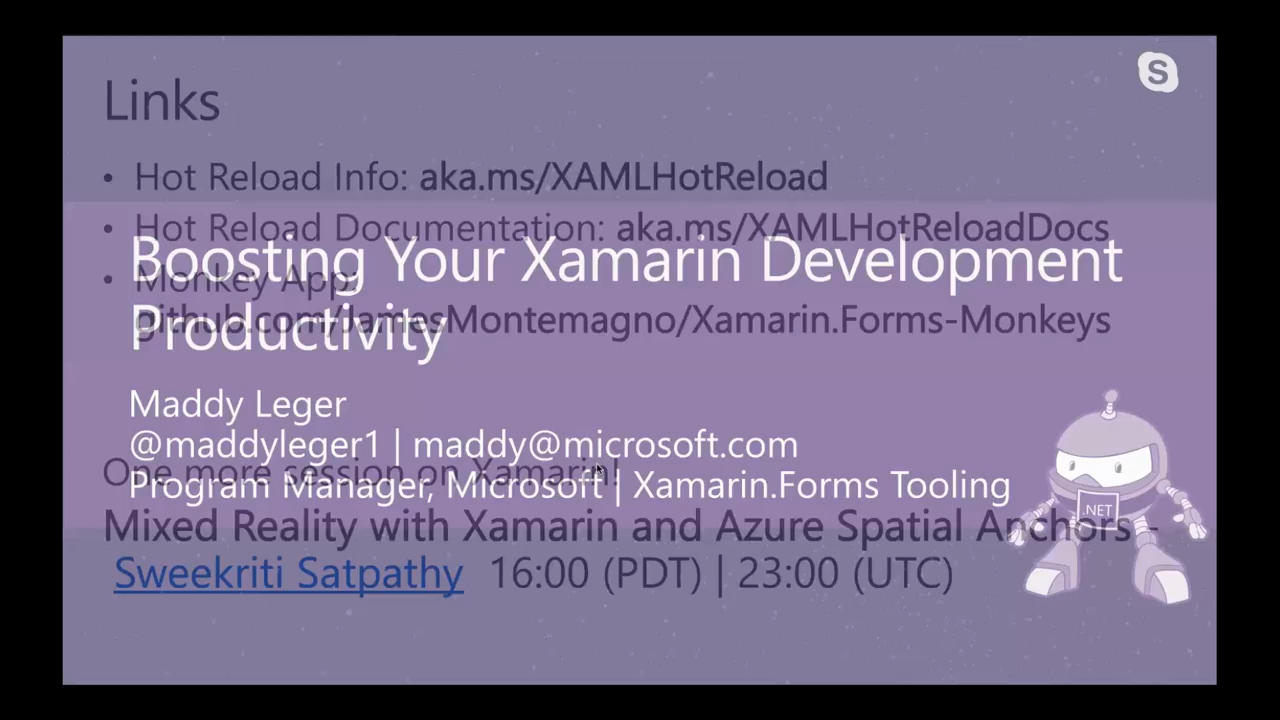 Links
• Hot Reload Info: aka.ms/XAMLHotReload
• Hot Reload Documentation: aka.ms/XAMLHotReloadDocs
• Monkey App:
github.com/JamesMontemagno/Xamarin.Forms-Monkeys
One more session on Xamarin!
Mixed Reality with Xamarin and Azure Spatial Anchors -
Sweekriti Satpathy 16:00 (PDT) | 23:00 (UTC)
Boosting Your Xamarin Development
Productivity
Maddy Leger
@maddyleger1 | maddy@microsoft.com
Program Manager, Microsoft | Xamarin.Forms Tooling
.NET
S